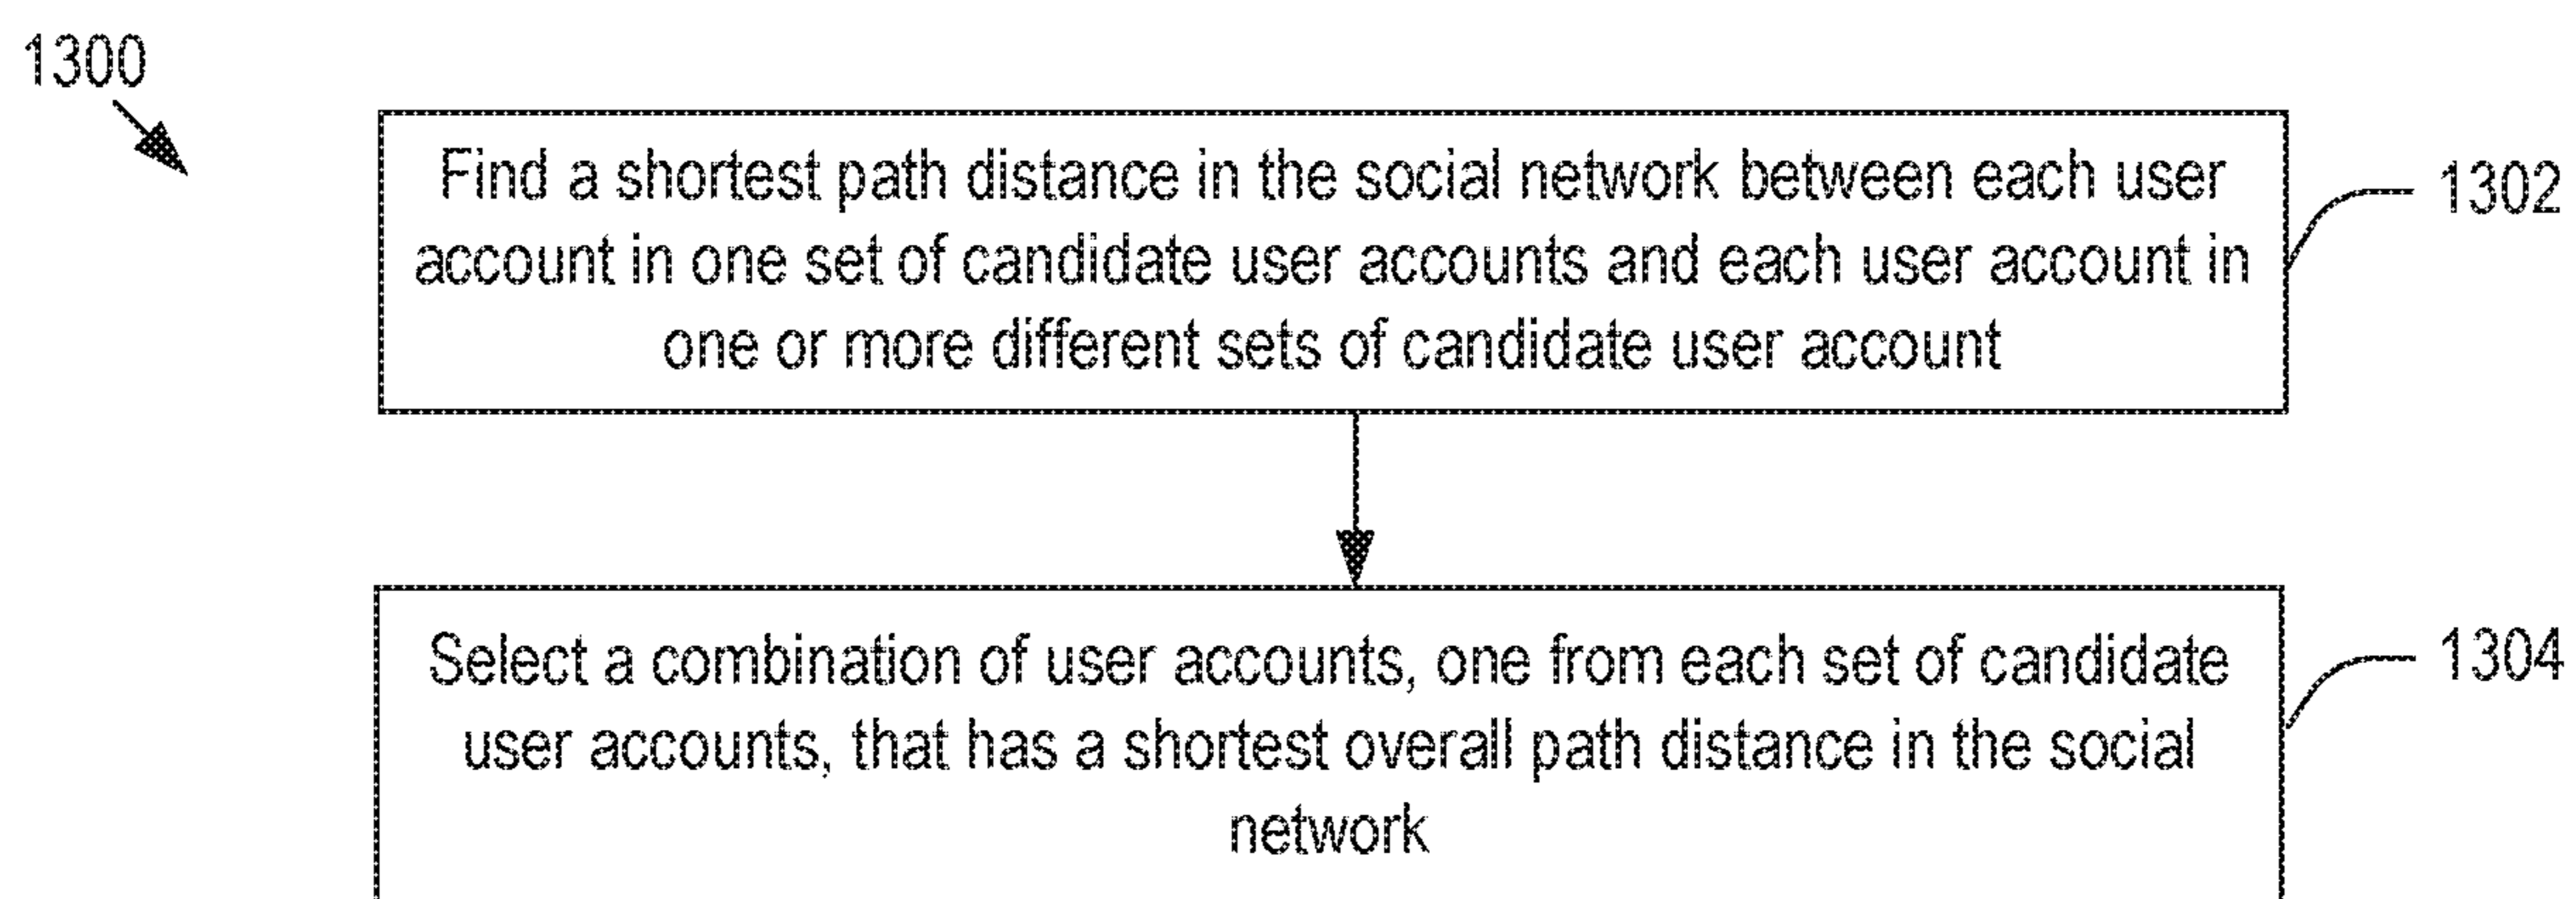 1300
Find a shortest path distance in the social network between each user
account in one set of candidate user accounts and each user account in
one or more different sets of candidate user account
1302
Select a combination of user accounts, one from each set of candidate
user accounts, that has a shortest overall path distance in the social
network
1304